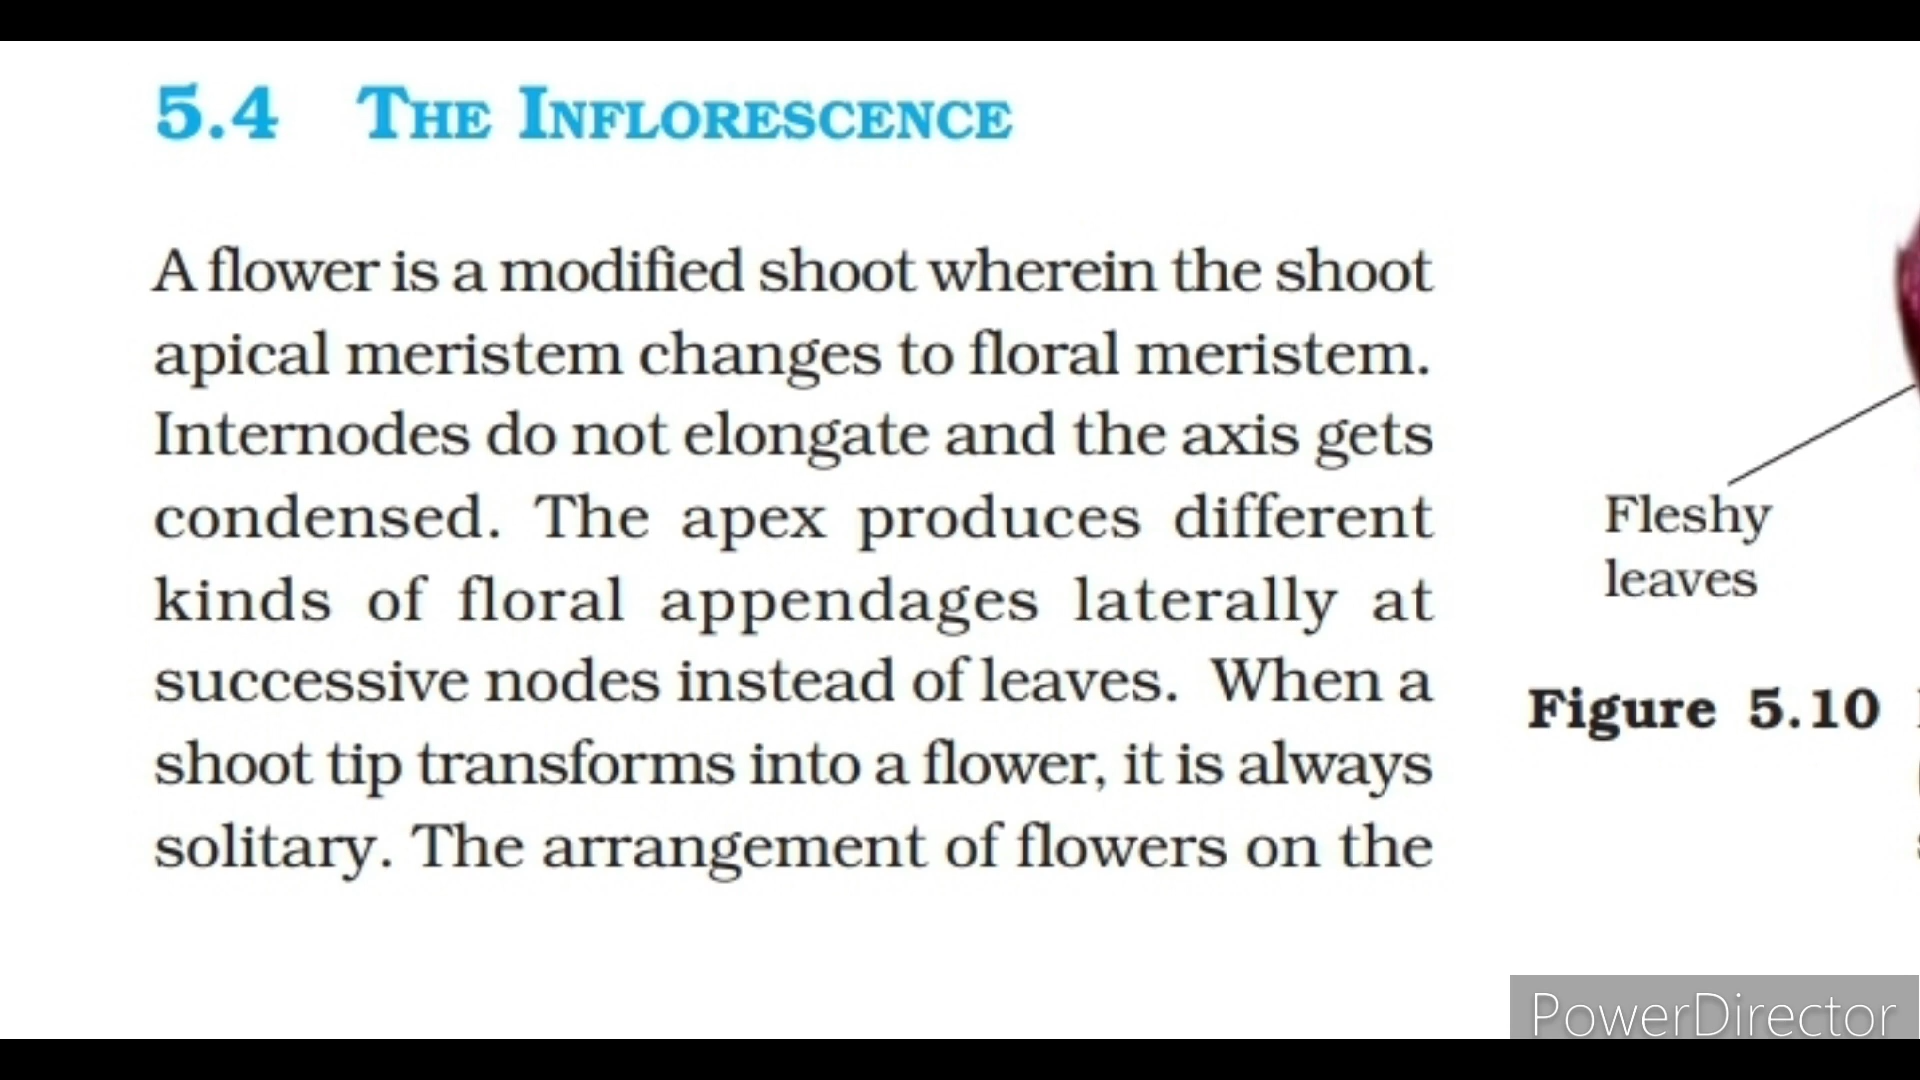 5.4 THE INFLORESCENCE
A flower is a modified shoot wherein the shoot
apical meristem changes to floral meristem.
Internodes do not elongate and the axis gets
condensed. The apex produces different
kinds of floral appendages laterally at
successive nodes instead of leaves. When a
shoot tip transforms into a flower, it is always
solitary. The arrangement of flowers on the
Fleshy
leaves
Figure 5.10
PowerDirector